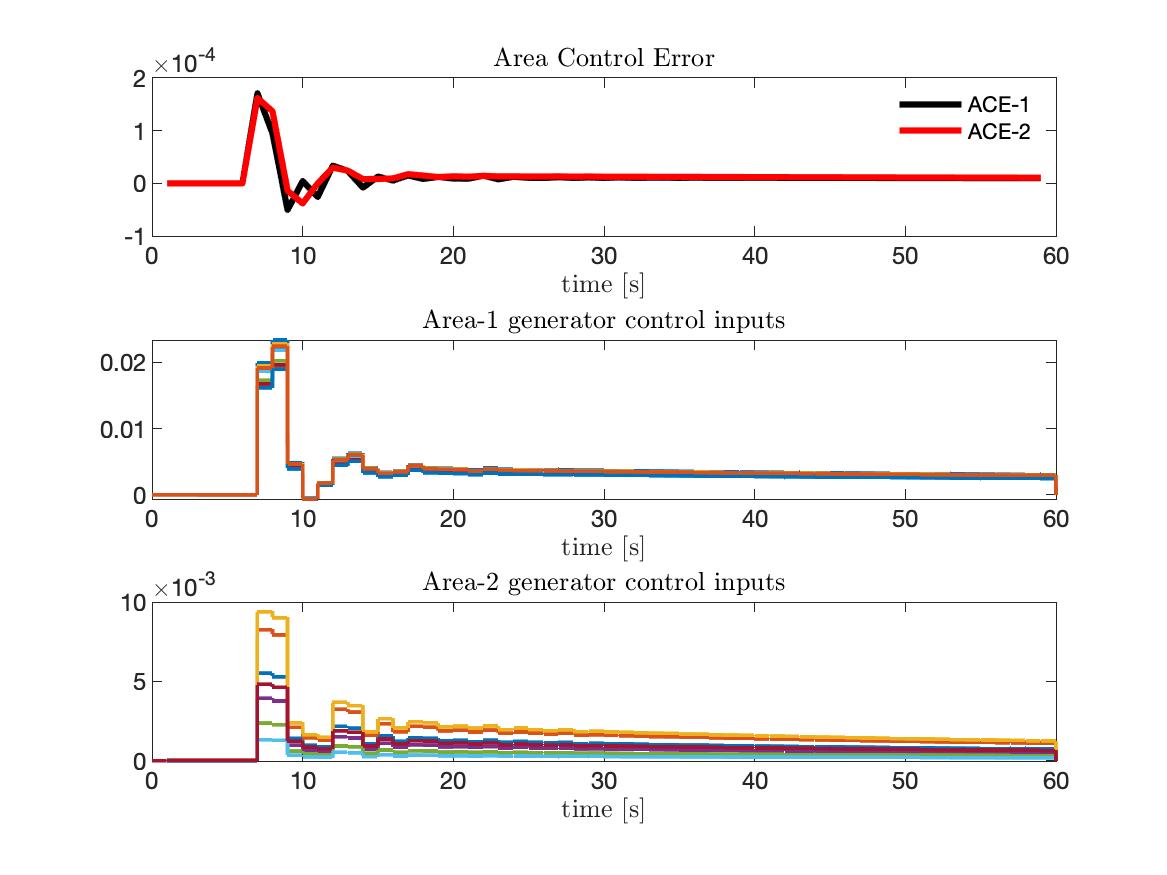 Area Control Error
×10-4
2
1
0
-1
ACE-1
ACE-2
0 10 20 30 40 50 60
time [s]
Area-1 generator control inputs
0.02
0.01
0
0 10 20 30 40 50 60
time [s]
Area-2 generator control inputs
×10-3
10
5
0
0 10 20 30 40 50 60
time [s]